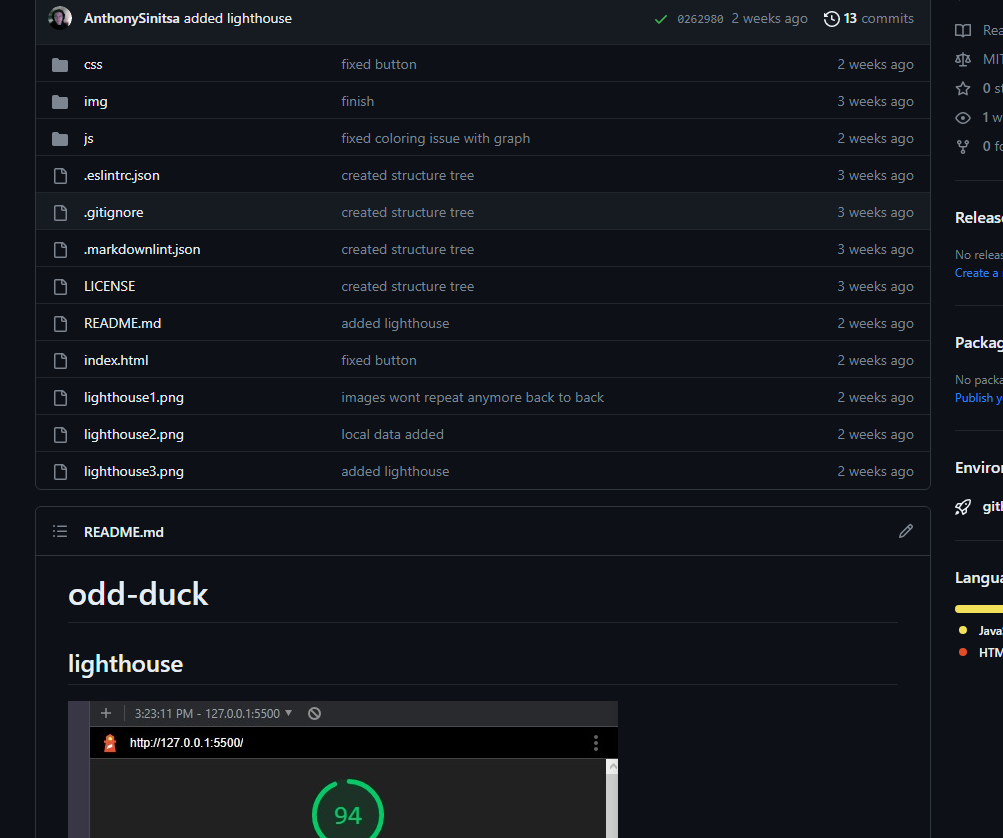 AnthonySinitsa added lighthouse 0262980 2 weeks ago 13 commits
css fixed button 2 weeks ago
img finish 3 weeks ago
js fixed coloring issue with graph 2 weeks ago
.eslintrc.json created structure tree 3 weeks ago
.gitignore created structure tree 3 weeks ago
.markdownlint.json created structure tree 3 weeks ago
LICENSE created structure tree 3 weeks ago
README.md added lighthouse 2 weeks ago
index.html fixed button 2 weeks ago
lighthouse1.png images wont repeat anymore back to back 2 weeks ago
lighthouse2.png local data added 2 weeks ago
lighthouse3.png added lighthouse 2 weeks ago
README.md
odd-duck
lighthouse
3:23:11 PM - 127.0.0.1:5500
http://127.0.0.1:5500/
94
Rea
MIT
0 st
1 w
0 fo
Releas
No releas
Create a
Packag
No packa
Publish y
Enviro
gith
Langua
Java
HTM